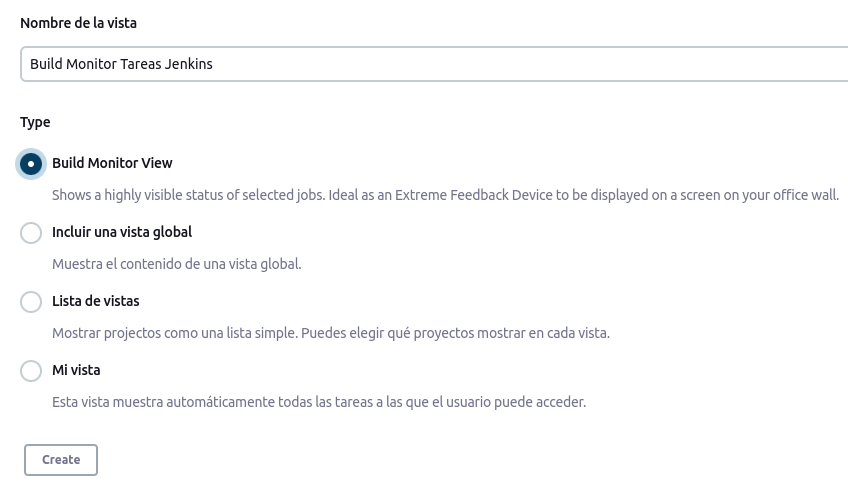 Nombre de la vista
Build Monitor Tareas Jenkins
Type
Build Monitor View
Shows a highly visible status of selected jobs. Ideal as an Extreme Feedback Device to be displayed on a screen on your office wall.
Incluir una vista global
Muestra el contenido de una vista global.
Lista de vistas
Mostrar projectos como una lista simple. Puedes elegir qué proyectos mostrar en cada vista.
Mi vista
Esta vista muestra automáticamente todas las tareas a las que el usuario puede acceder.
Create